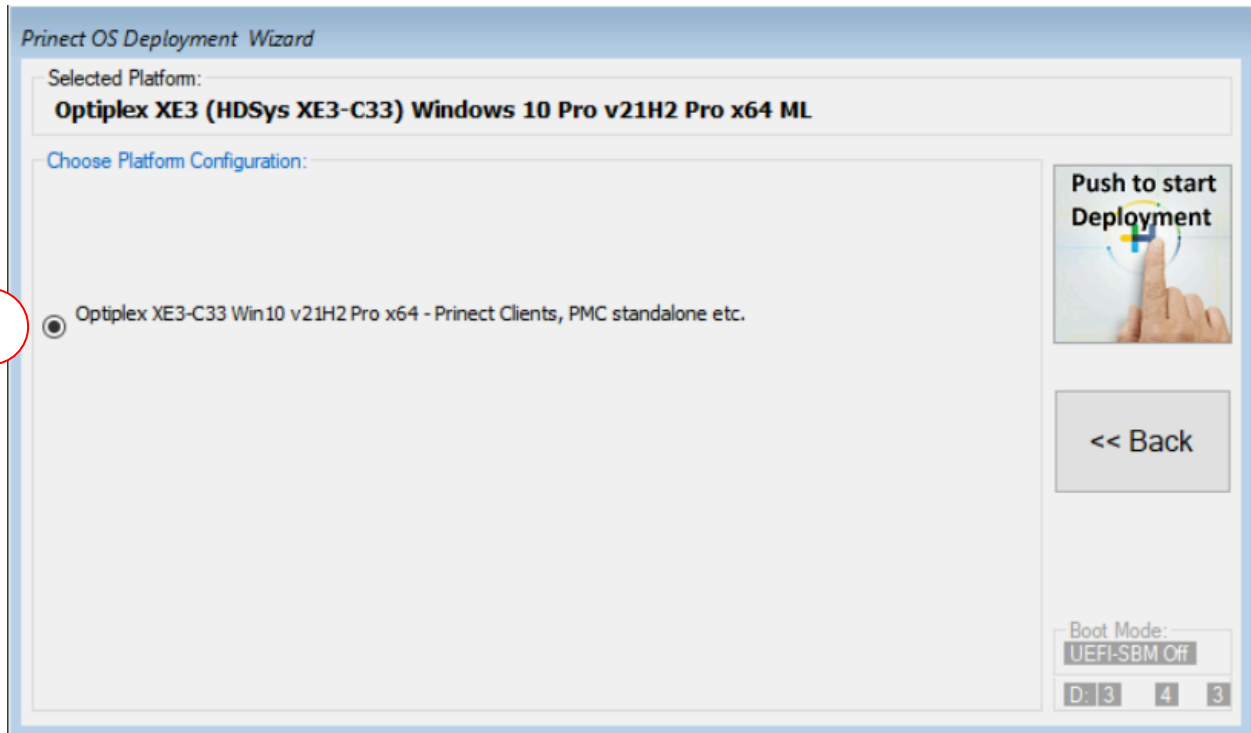 Prinect OS Deployment Wizard
Selected Platform:
Optiplex XE3 (HDSys XE3-C33) Windows 10 Pro v21H2 Pro x64 ML
Choose Platform Configuration:
Push to start
Deployment
Optiplex XE3-C33 Win10 v21H2 Pro x64 - Prinect Clients, PMC standalone etc.
<< Back
Boot Mode:
UEFI-SBM Off
D: 3 4 3